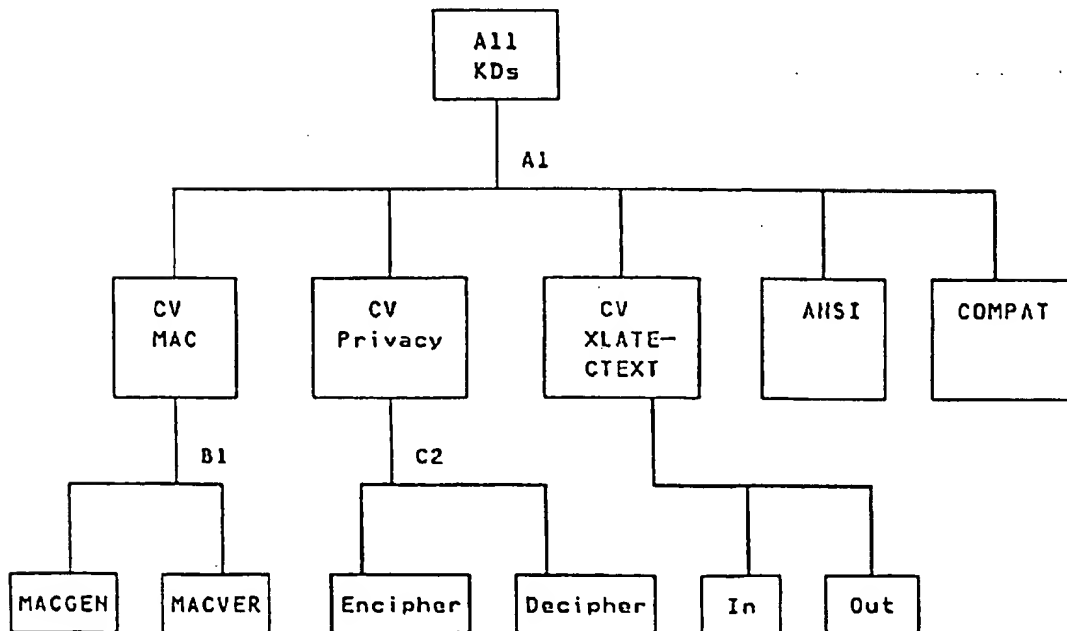 All
KDs
A1
CV
MAC
CV
Privacy
CV
XLATE-
CTEXT
ANSI
COMPAT
B1
C2
MACGEN
MACVER
Encipher
Decipher
In
Out